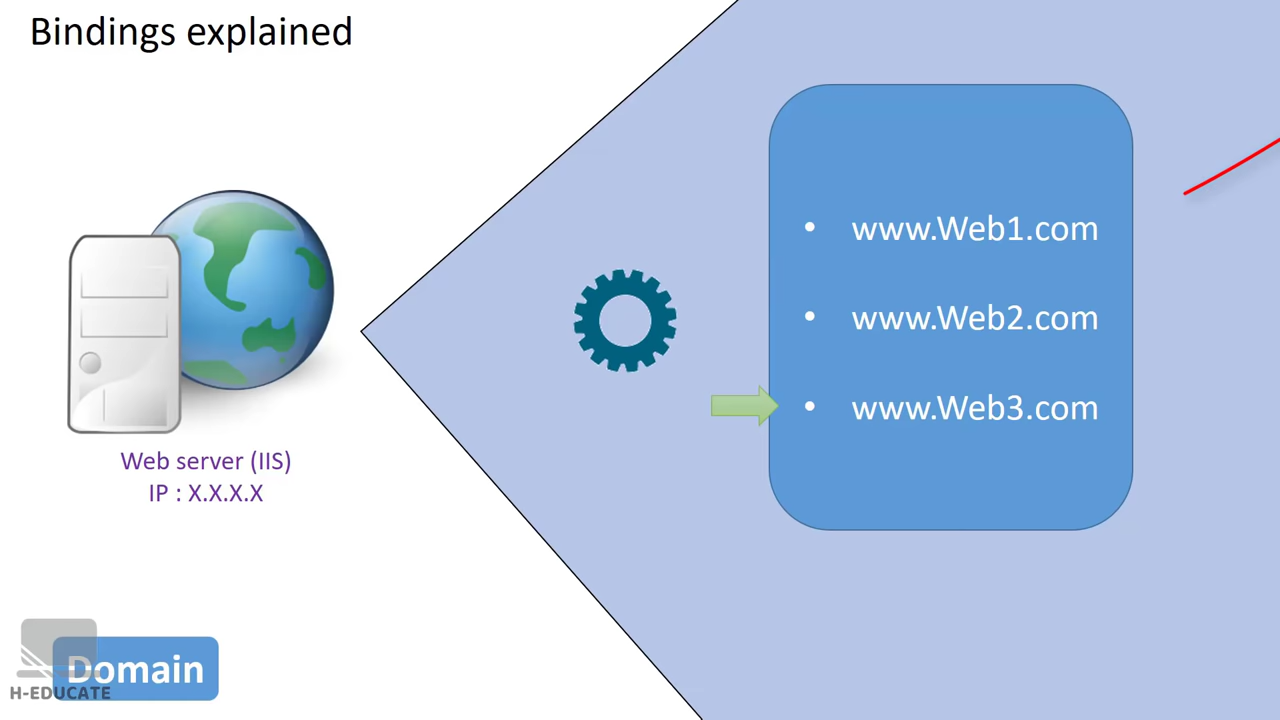 Bindings explained
• www.Web1.com
• www.Web2.com
• www.Web3.com
Web server (IIS)
IP : X.X.X.X
Domain
H-EDUCATE